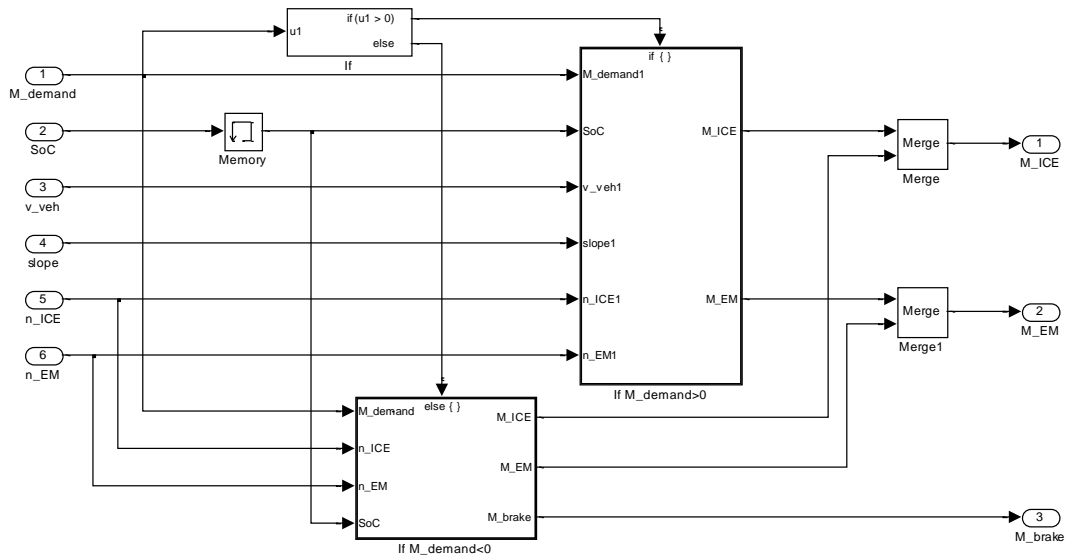 if(u1 > 0)
u1
else
If
if { }
1
M_demand
M_demand1
2
SoC
Memory
SoC
M_ICE
Merge
Merge
1
M_ICE
3
v_veh
v_veh1
4
slope
slope1
5
n_ICE
n_ICE1
M_EM
Merge
Merge1
2
M_EM
6
n_EM
n_EM1
If M_demand>0
else { }
M_demand
M_ICE
n_ICE
M_EM
n_EM
M_brake
SoC
If M_demand<0
3
M_brake